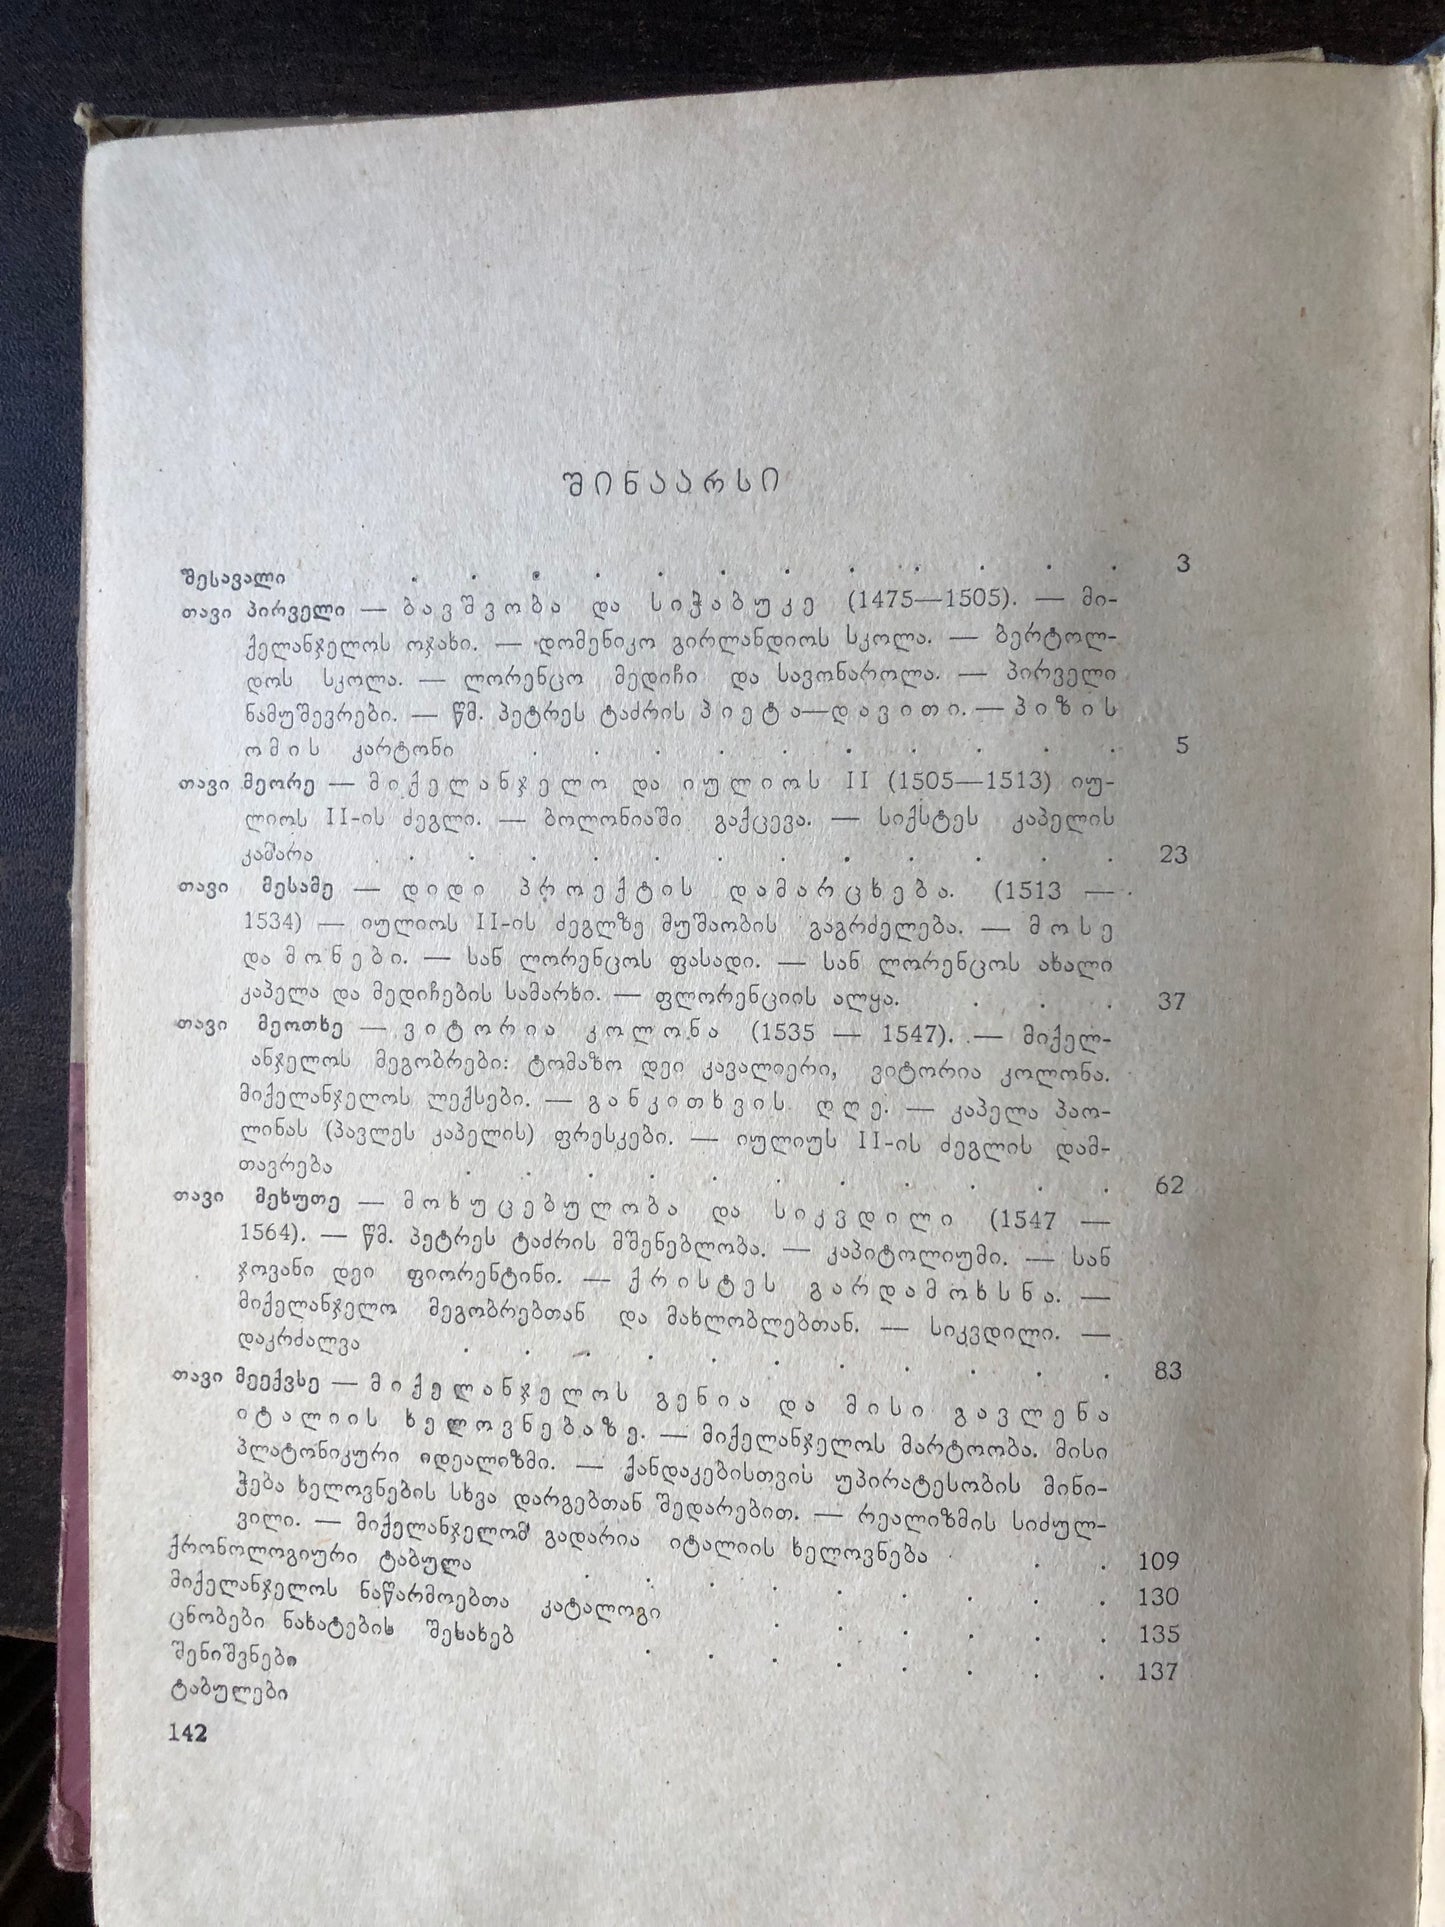 შინაარსი
შესავალი . . . . . . . . . . . . 3
თავი პირველი — ბავშვობა და სიჭაბუკე (1475—1505). — მი-
ქელანჯელოს ოჯახი. — დომენიკო გირლანდიოს სკოლა. — ბერტოლ-
დოს სკოლა. — ლორენცო მედიჩი და სავონაროლა. — პირველი
ნამუშევრები. — წმ. პეტრეს ტაძრის პიეტა—დავითი. — პიზის
ომის კარტონი . . . . . . . . . . 5
თავი მეორე — მიქელანჯელო და იულიოს II (1505—1513) იუ-
ლიოს II-ის ძეგლი. — ბოლონიაში გაქცევა. — სიქსტეს კაპელის
კამარა . . . . . . . . . . . . 23
თავი მესამე — დიდი პროექტის დამარცხება. (1513 —
1534) — იულიოს II-ის ძეგლზე მუშაობის გაგრძელება. — მოსე
და მონები. — სან ლორენცოს ფასადი. — სან ლორენცოს ახალი
კაპელა და მედიჩების სამარხი. — ფლორენციის ალყა. . . . 37
თავი მეოთხე — ვიტორია კოლონა (1535 — 1547). — მიქელ-
ანჯელოს მეგობრები: ტომაზო დეი კავალიერი, ვიტორია კოლონა.
მიქელანჯელოს ლექსები. — განკითხვის დღე. — კაპელა პაო-
ლინას (პავლეს კაპელის) ფრესკები. — იულიუს II-ის ძეგლის დამ-
თავრება . . . . . . . . . . . 62
თავი მეხუთე — მოხუცებულობა და სიკვდილი (1547 —
1564). — წმ. პეტრეს ტაძრის მშენებლობა. — კაპიტოლიუმი. — სან
ჯოვანი დეი ფიორენტინი. — ქრისტეს გარდამოხსნა. —
მიქელანჯელო მეგობრებთან და მახლობლებთან. — სიკვდილი. —
დაკრძალვა . . . . . . . . . . . 83
თავი მეექვსე — მიქელანჯელოს გენია და მისი გავლენა
იტალიის ხელოვნებაზე. — მიქელანჯელოს მარტოობა. მისი
პლატონიკური იდეალიზმი. — ქანდაკებისთვის უპირატესობის მინი-
ჭება ხელოვნების სხვა დარგებთან შედარებით. — რეალიზმის სიძულ-
ვილი. — მიქელანჯელომ გადარია იტალიის ხელოვნება . . 109
ქრონოლოგიური ტაბულა . . . . . . . . . 130
მიქელანჯელოს ნაწარმოებთა კატალოგი . . . . . . 135
ცნობები ნახატების შესახებ . . . . . . . . 137
შენიშვნები
ტაბულები
142